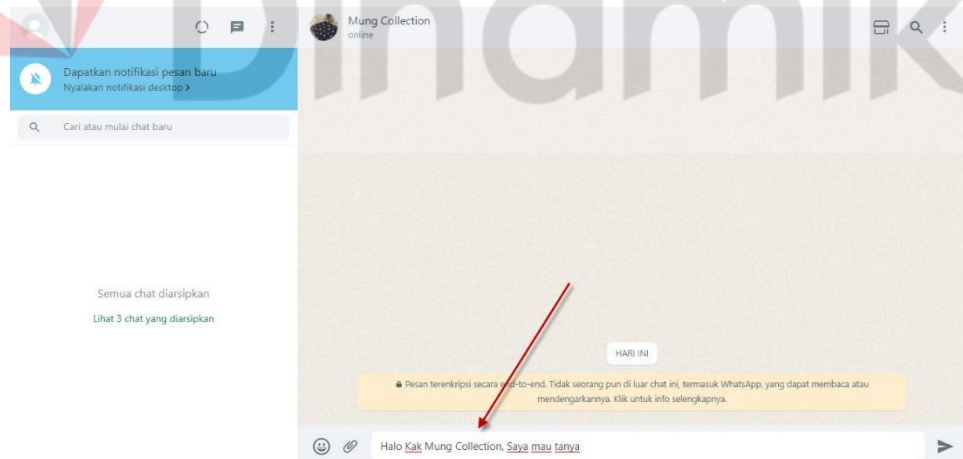 Dinamik
Mung Collection
online
Dapatkan notifikasi pesan baru
Nyalakan notifikasi desktop >
Cari atau mulai chat baru
Semua chat diarsipkan
Lihat 3 chat yang diarsipkan
HARI INI
Pesan terenkripsi secara end-to-end. Tidak seorang pun di luar chat ini, termasuk WhatsApp, yang dapat membaca atau
mendengarkannya. Klik untuk info selengkapnya.
Halo Kak Mung Collection, Saya mau tanya